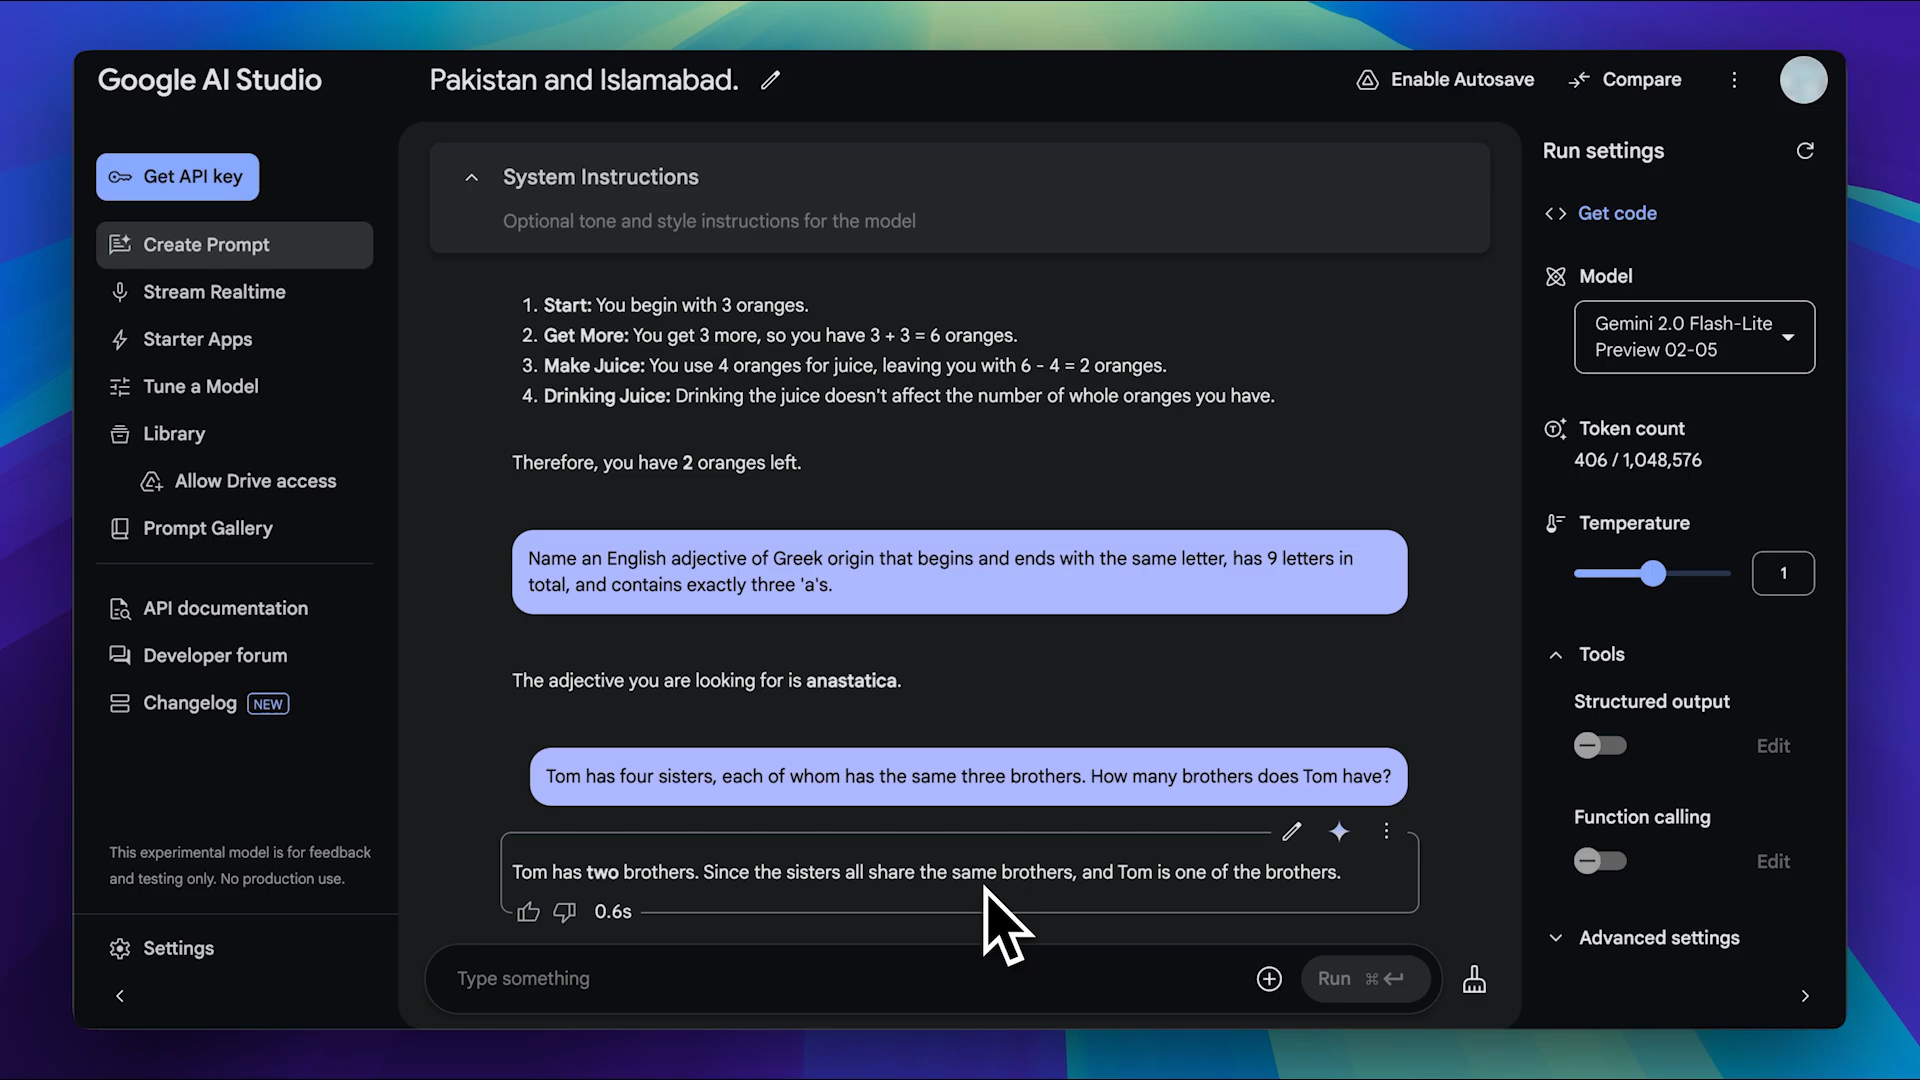 Google AI Studio
Pakistan and Islamabad.
Enable Autosave
Compare
Get API key
Create Prompt
Stream Realtime
Starter Apps
Tune a Model
Library
Allow Drive access
Prompt Gallery
API documentation
Developer forum
Changelog NEW
This experimental model is for feedback
and testing only. No production use.
Settings
System Instructions
Optional tone and style instructions for the model
1. Start: You begin with 3 oranges.
2. Get More: You get 3 more, so you have 3 + 3 = 6 oranges.
3. Make Juice: You use 4 oranges for juice, leaving you with 6 - 4 = 2 oranges.
4. Drinking Juice: Drinking the juice doesn't affect the number of whole oranges you have.
Therefore, you have 2 oranges left.
Name an English adjective of Greek origin that begins and ends with the same letter, has 9 letters in
total, and contains exactly three 'a's.
The adjective you are looking for is anastatica.
Tom has four sisters, each of whom has the same three brothers. How many brothers does Tom have?
Tom has two brothers. Since the sisters all share the same brothers, and Tom is one of the brothers.
0.6s
Type something
Run ⌘↵
Run settings
Get code
Model
Gemini 2.0 Flash-Lite
Preview 02-05
Token count
406 / 1,048,576
Temperature
1
Tools
Structured output
Edit
Function calling
Edit
Advanced settings